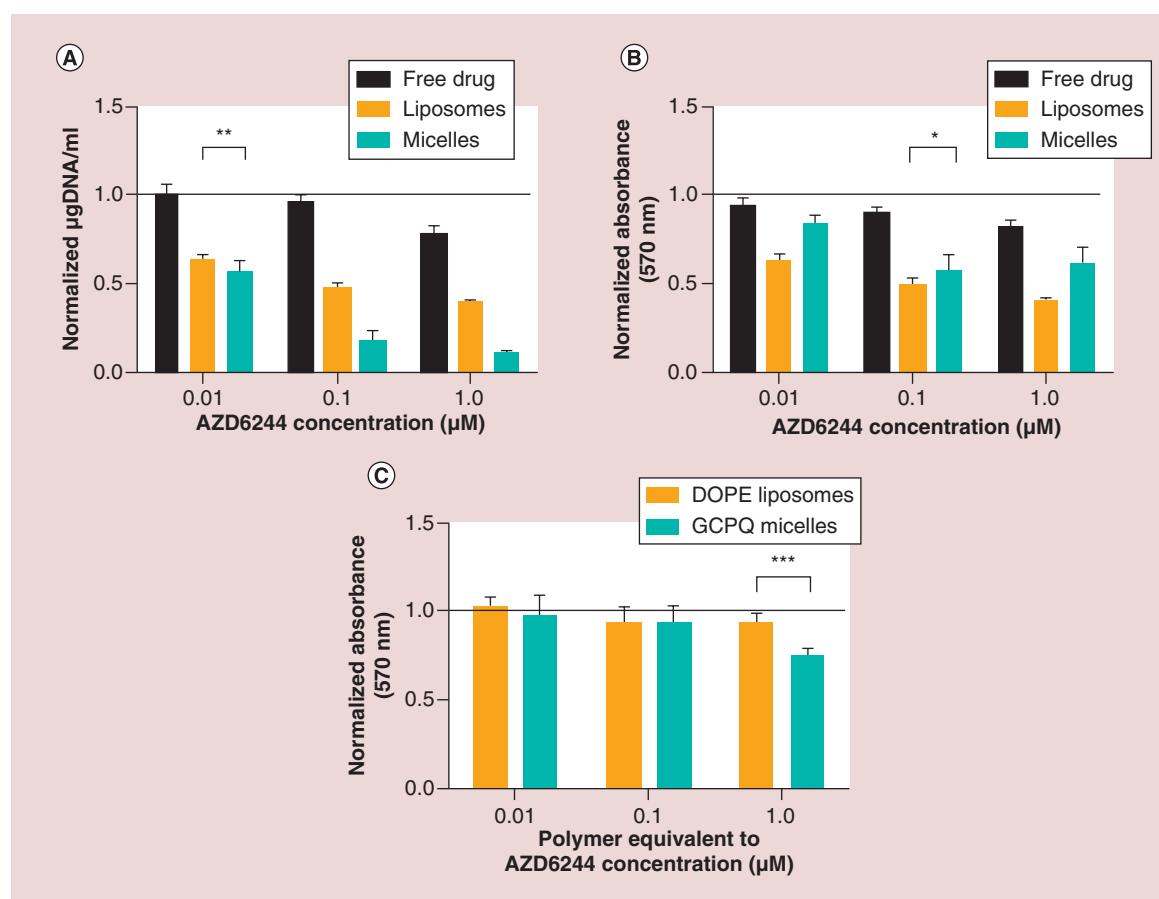 A
Free drug
Liposomes
Micelles
1.5
1.0
0.5
0.0
Normalized µgDNA/ml
**
0.01
0.1
1.0
AZD6244 concentration (µM)
B
Free drug
Liposomes
Micelles
1.5
1.0
0.5
0.0
Normalized absorbance
(570 nm)
*
0.01
0.1
1.0
AZD6244 concentration (µM)
C
DOPE liposomes
GCPQ micelles
1.5
1.0
0.5
0.0
Normalized absorbance
(570 nm)
***
0.01
0.1
1.0
Polymer equivalent to
AZD6244 concentration (µM)